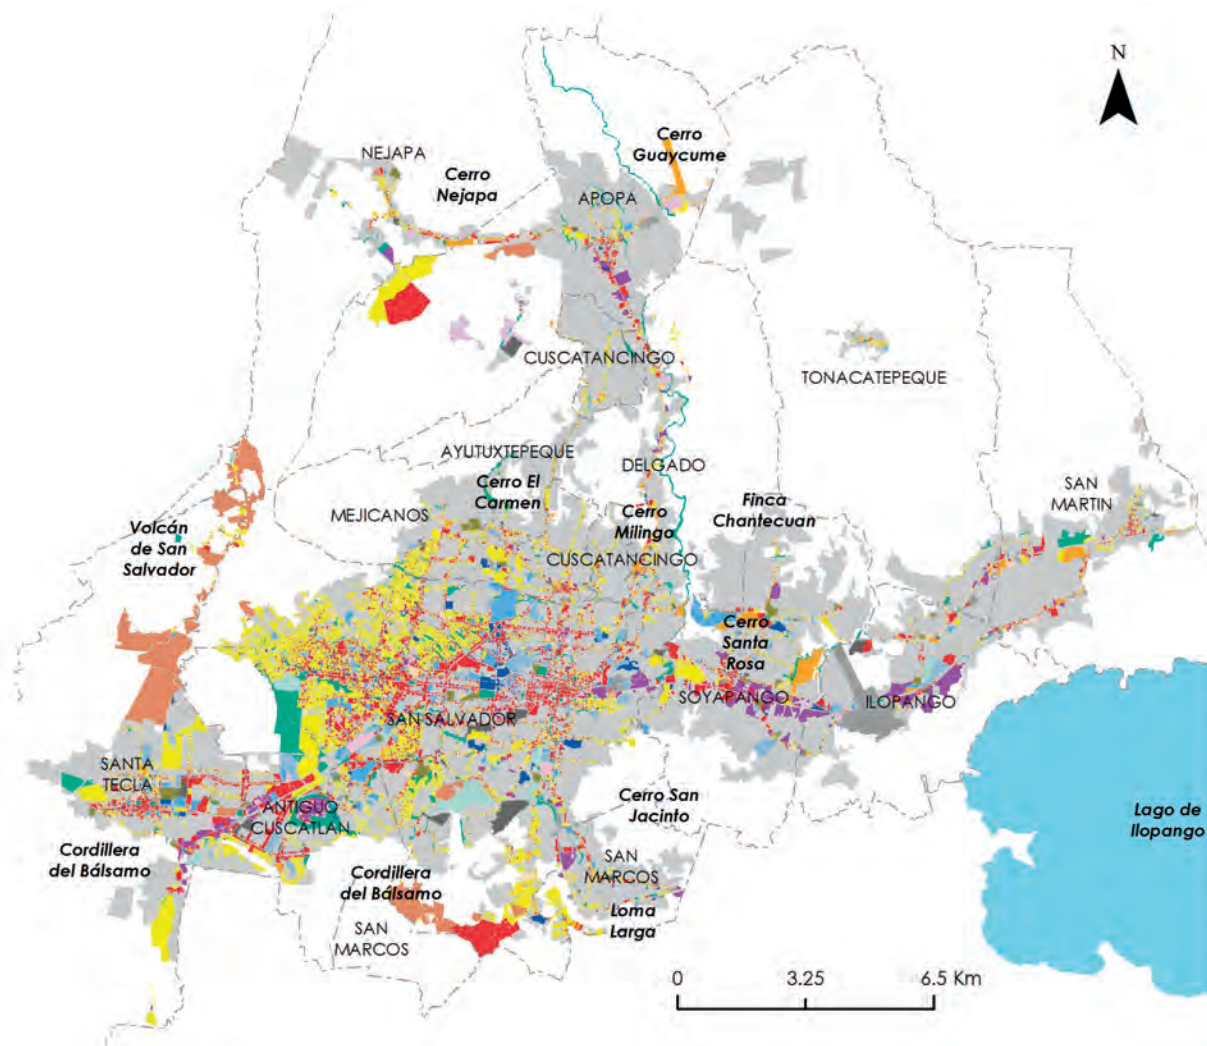 N
Cerro
Guaycume
NEJAPA
Cerro
Nejapa
APOPA
CUSCATANCINGO
TONACATEPEQUE
AYUTUXTEPEQUE
DELGADO
Cerro El
Carmen
SAN
MARTIN
Finca
Chantecuan
MEJICANOS
Cerro
Milingo
Volcán
de San
Salvador
CUSCATANCINGO
Cerro
Santa
Rosa
SOYAPANGO
ILOPANGO
SAN SALVADOR
SANTA
TECLA
ANTIGUO
CUSCATLAN
Cerro San
Jacinto
Lago de
Ilopango
Cordillera
del Bálsamo
Cordillera
del Bálsamo
SAN
MARCOS
Loma
Larga
SAN
MARCOS
0 3.25 6.5 Km